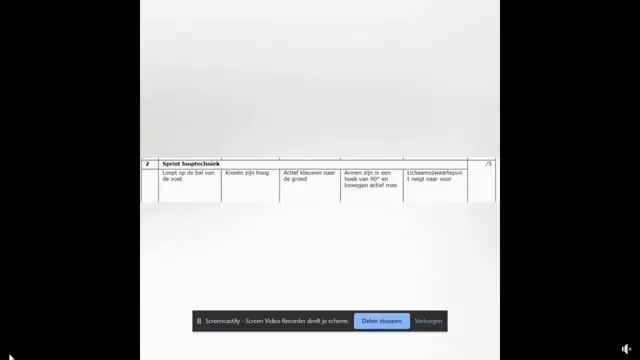 2 Sprint looptechniek /5
Loopt op de bal van
de voet
Knieën zijn hoog
Actief klauwen naar
de groed
Armen zijn in een
hoek van 90° en
bewegen actief mee
Lichaamszwaartepun
t neigt naar voor
Screencastify - Screen Video Recorder deelt je scherm.
Delen stoppen
Verbergen